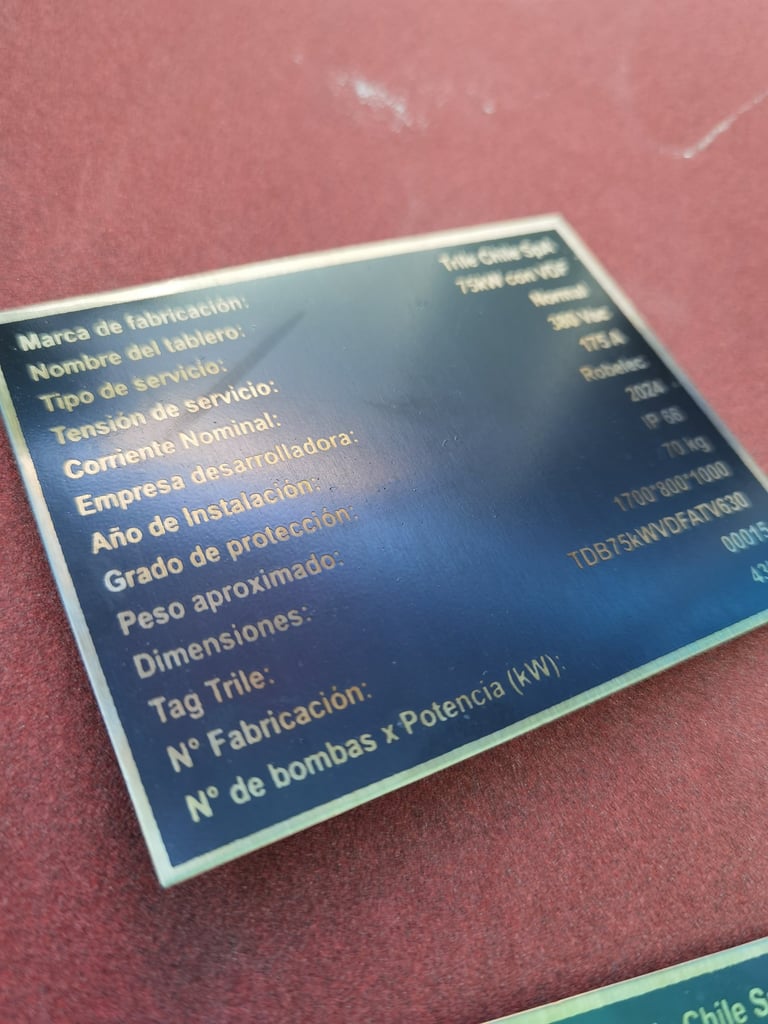 Marca de fabricación: Trile Chile SpA
Nombre del tablero: 75kW con VDF
Tipo de servicio: Normal
Tensión de servicio: 380 Vac
Corriente Nominal: 175 A
Empresa desarrolladora: Robelec
Año de Instalación: 2024
Grado de protección: IP 66
Peso aproximado: 70 kg
Dimensiones: 1700*800*1000
Tag Trile: TDB75kWVDFATV630
N° Fabricación: 00015
N° de bombas x Potencia (kW):
Chile